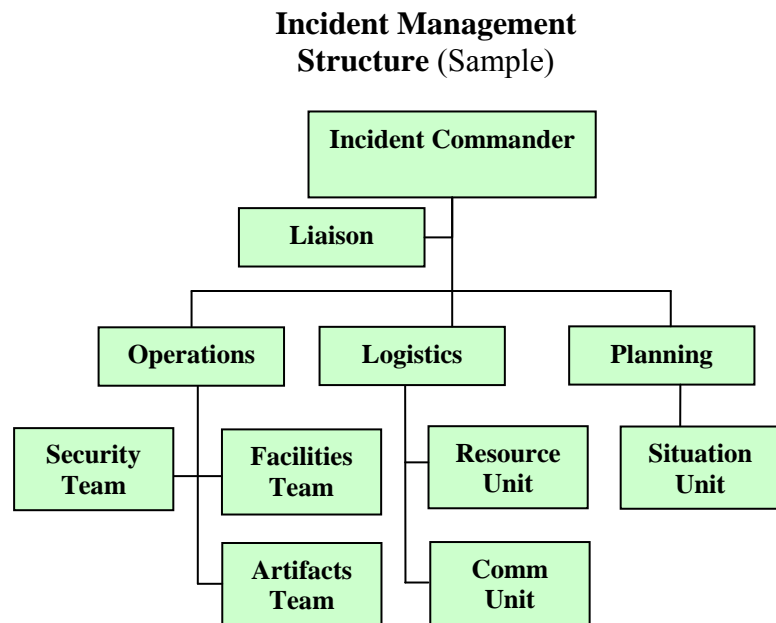 Incident Management
Structure (Sample)
Incident Commander
Liaison
Operations
Logistics
Planning
Security
Team
Facilities
Team
Resource
Unit
Situation
Unit
Artifacts
Team
Comm
Unit